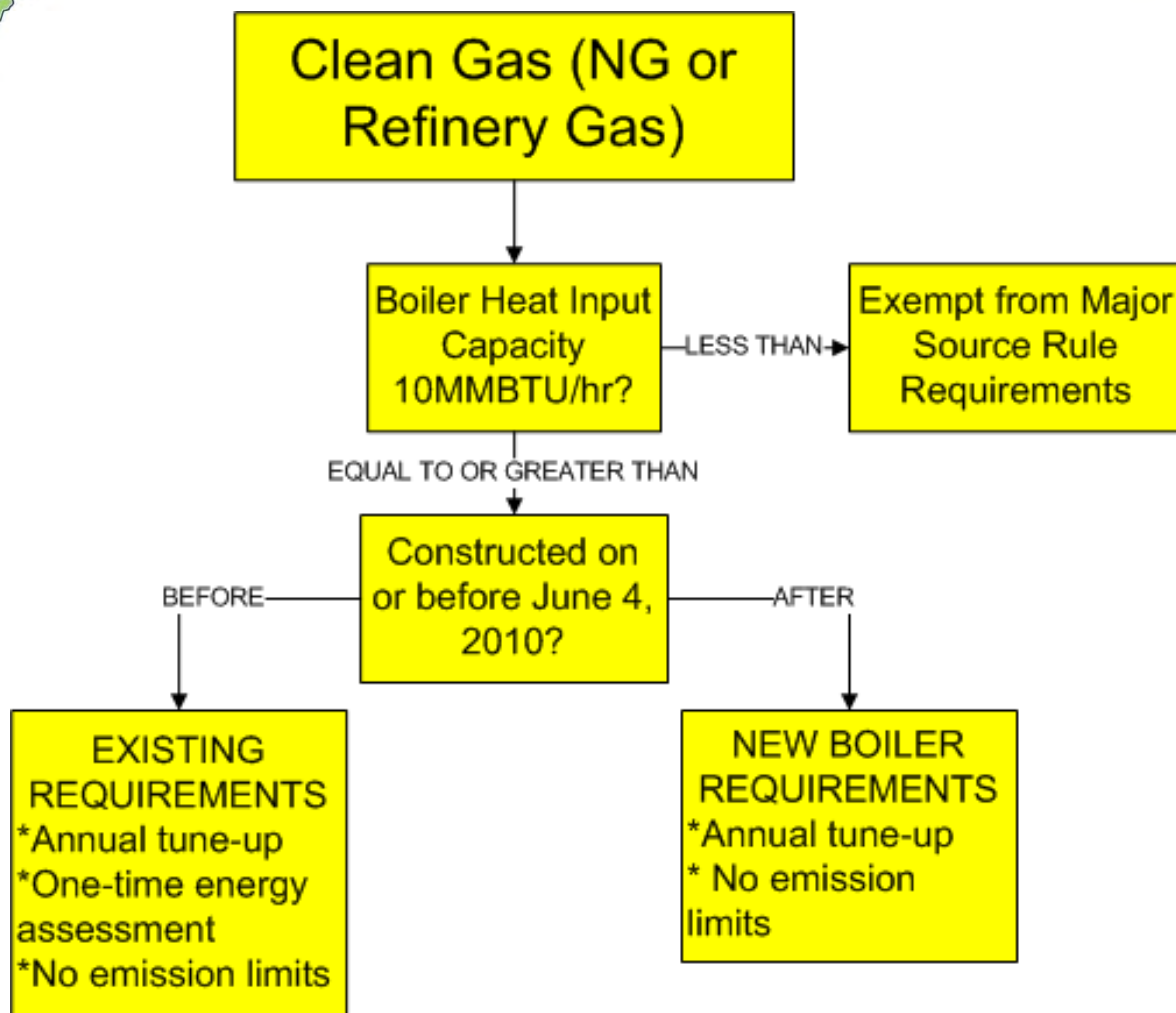 Clean Gas (NG or
Refinery Gas)
Boiler Heat Input
Capacity
10MMBTU/hr?
LESS THAN
Exempt from Major
Source Rule
Requirements
EQUAL TO OR GREATER THAN
Constructed on
or before June 4,
2010?
BEFORE
AFTER
EXISTING
REQUIREMENTS
*Annual tune-up
*One-time energy
assessment
*No emission limits
NEW BOILER
REQUIREMENTS
*Annual tune-up
* No emission
limits